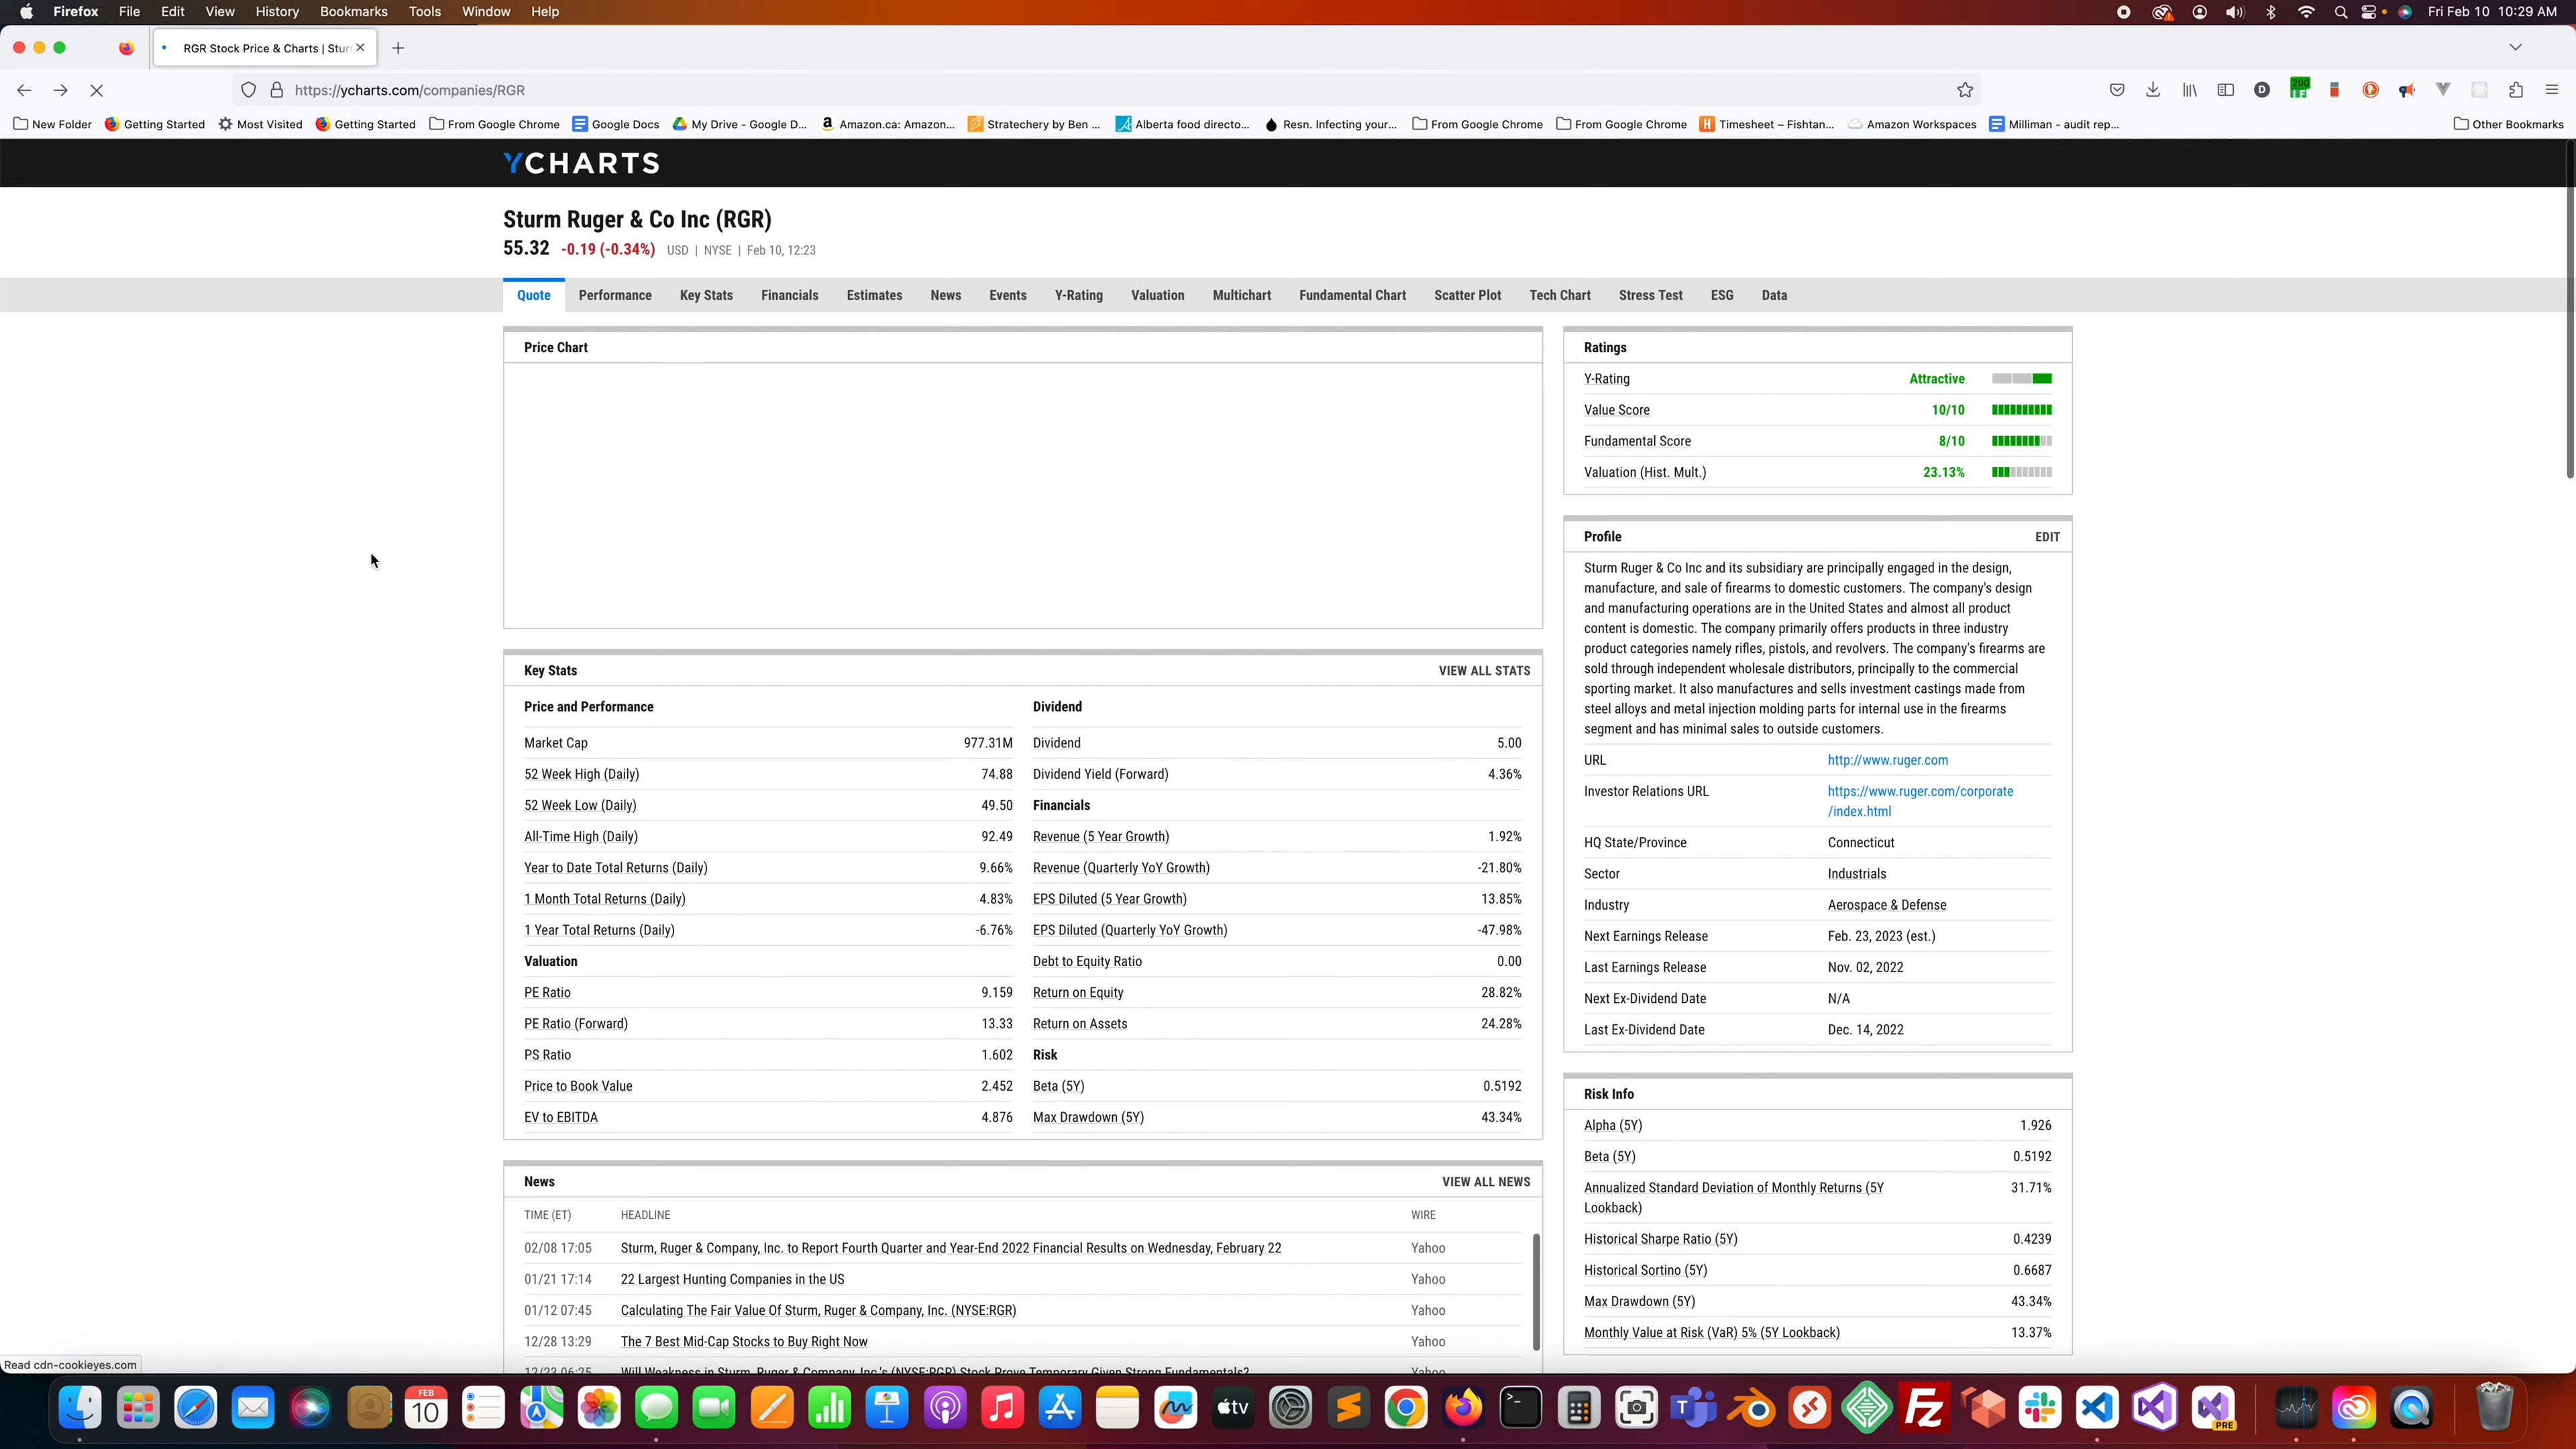 Firefox File Edit View History Bookmarks Tools Window Help Fri Feb 10 10:29 AM
RGR Stock Price & Charts | Stur
https://ycharts.com/companies/RGR
200
New Folder Getting Started Most Visited Getting Started From Google Chrome Google Docs My Drive - Google D... Amazon.ca: Amazon... Stratechery by Ben ... Alberta food directo... Resn. Infecting your... From Google Chrome From Google Chrome Timesheet – Fishtan... Amazon Workspaces Milliman - audit rep... Other Bookmarks
YCHARTS
Sturm Ruger & Co Inc (RGR)
55.32 -0.19 (-0.34%) USD | NYSE | Feb 10, 12:23
Quote Performance Key Stats Financials Estimates News Events Y-Rating Valuation Multichart Fundamental Chart Scatter Plot Tech Chart Stress Test ESG Data
Price Chart
Key Stats VIEW ALL STATS
Price and Performance
Market Cap 977.31M
52 Week High (Daily) 74.88
52 Week Low (Daily) 49.50
All-Time High (Daily) 92.49
Year to Date Total Returns (Daily) 9.66%
1 Month Total Returns (Daily) 4.83%
1 Year Total Returns (Daily) -6.76%
Valuation
PE Ratio 9.159
PE Ratio (Forward) 13.33
PS Ratio 1.602
Price to Book Value 2.452
EV to EBITDA 4.876
Dividend
Dividend 5.00
Dividend Yield (Forward) 4.36%
Financials
Revenue (5 Year Growth) 1.92%
Revenue (Quarterly YoY Growth) -21.80%
EPS Diluted (5 Year Growth) 13.85%
EPS Diluted (Quarterly YoY Growth) -47.98%
Debt to Equity Ratio 0.00
Return on Equity 28.82%
Return on Assets 24.28%
Risk
Beta (5Y) 0.5192
Max Drawdown (5Y) 43.34%
News VIEW ALL NEWS
TIME (ET) HEADLINE WIRE
02/08 17:05 Sturm, Ruger & Company, Inc. to Report Fourth Quarter and Year-End 2022 Financial Results on Wednesday, February 22 Yahoo
01/21 17:14 22 Largest Hunting Companies in the US Yahoo
01/12 07:45 Calculating The Fair Value Of Sturm, Ruger & Company, Inc. (NYSE:RGR) Yahoo
12/28 13:29 The 7 Best Mid-Cap Stocks to Buy Right Now Yahoo
12/23 06:25 Will Weakness in Sturm, Ruger & Company, Inc.'s (NYSE:RGR) Stock Prove Temporary Given Strong Fundamentals? Yahoo
Ratings
Y-Rating Attractive
Value Score 10/10
Fundamental Score 8/10
Valuation (Hist. Mult.) 23.13%
Profile EDIT
Sturm Ruger & Co Inc and its subsidiary are principally engaged in the design,
manufacture, and sale of firearms to domestic customers. The company's design
and manufacturing operations are in the United States and almost all product
content is domestic. The company primarily offers products in three industry
product categories namely rifles, pistols, and revolvers. The company's firearms are
sold through independent wholesale distributors, principally to the commercial
sporting market. It also manufactures and sells investment castings made from
steel alloys and metal injection molding parts for internal use in the firearms
segment and has minimal sales to outside customers.
URL http://www.ruger.com
Investor Relations URL https://www.ruger.com/corporate
/index.html
HQ State/Province Connecticut
Sector Industrials
Industry Aerospace & Defense
Next Earnings Release Feb. 23, 2023 (est.)
Last Earnings Release Nov. 02, 2022
Next Ex-Dividend Date N/A
Last Ex-Dividend Date Dec. 14, 2022
Risk Info
Alpha (5Y) 1.926
Beta (5Y) 0.5192
Annualized Standard Deviation of Monthly Returns (5Y 31.71%
Lookback)
Historical Sharpe Ratio (5Y) 0.4239
Historical Sortino (5Y) 0.6687
Max Drawdown (5Y) 43.34%
Monthly Value at Risk (VaR) 5% (5Y Lookback) 13.37%
Read cdn-cookieyes.com
FEB
10
tv
PRE